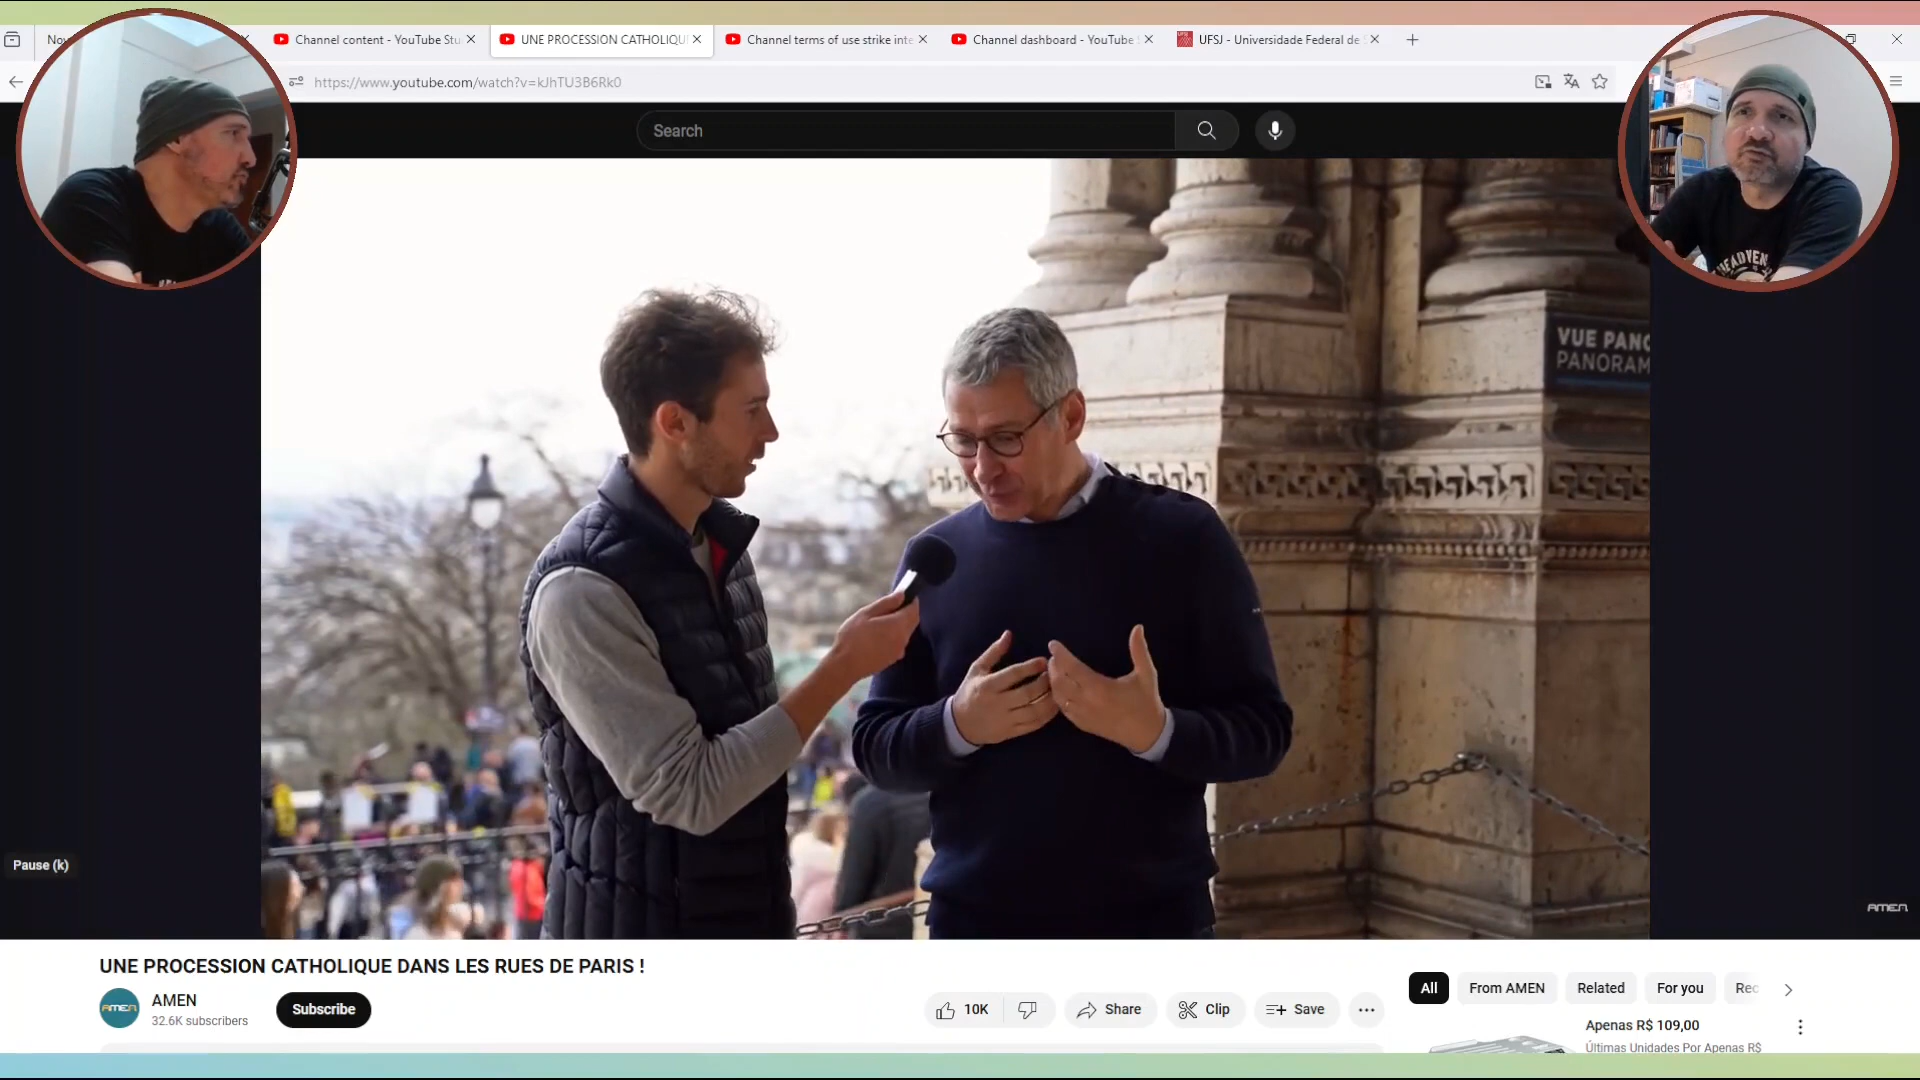 Nov
Channel content - YouTube Stu
UNE PROCESSION CATHOLIQU
Channel terms of use strike inte
Channel dashboard - YouTube
UFSJ - Universidade Federal de
https://www.youtube.com/watch?v=kJhTU3B6Rk0
Search
VUE PANO
PANORAM
Pause (k)
AMEN
UNE PROCESSION CATHOLIQUE DANS LES RUES DE PARIS !
AMEN
AMEN
32.6K subscribers
Subscribe
10K
Share
Clip
Save
All
From AMEN
Related
For you
Rec
Apenas R$ 109,00
Últimas Unidades Por Apenas R$